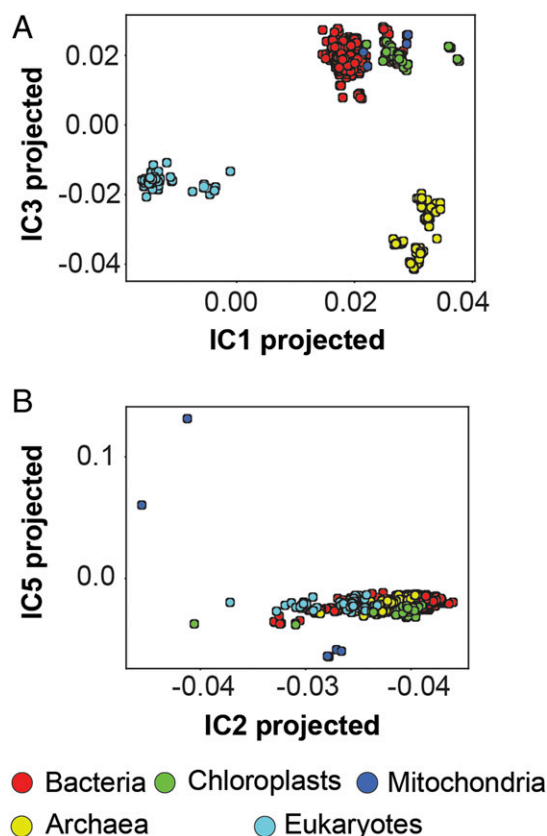 A
IC3 projected
0.02
0.00
-0.02
-0.04
0.00 0.02 0.04
IC1 projected
B
IC5 projected
0.1
0.0
-0.04 -0.03 -0.04
IC2 projected
Bacteria Chloroplasts Mitochondria
Archaea Eukaryotes